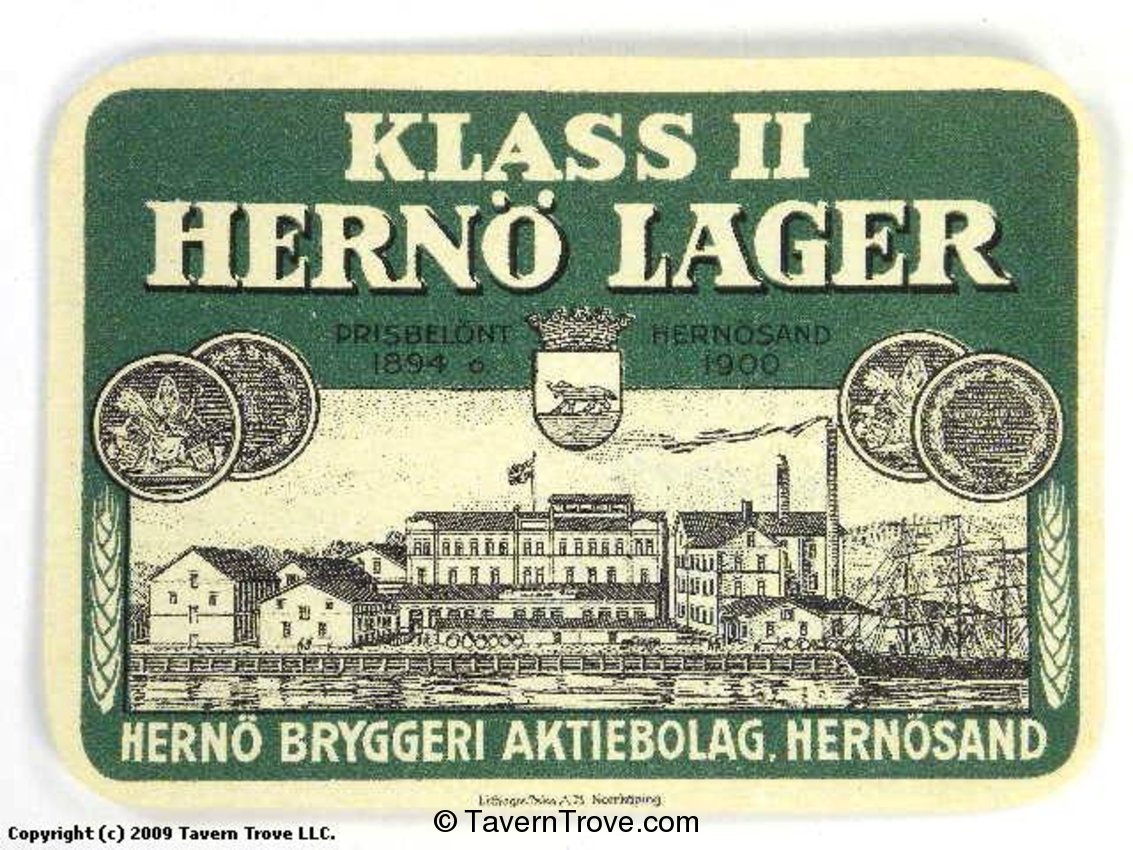 KLASS II
HERNÖ LAGER
PRISBELÖNT HERNÖSAND
1894 o 1900
HERNÖ BRYGGERI AKTIEBOLAG, HERNÖSAND
A.B. Norrköping
© TavernTrove.com
Copyright (c) 2009 Tavern Trove LLC.